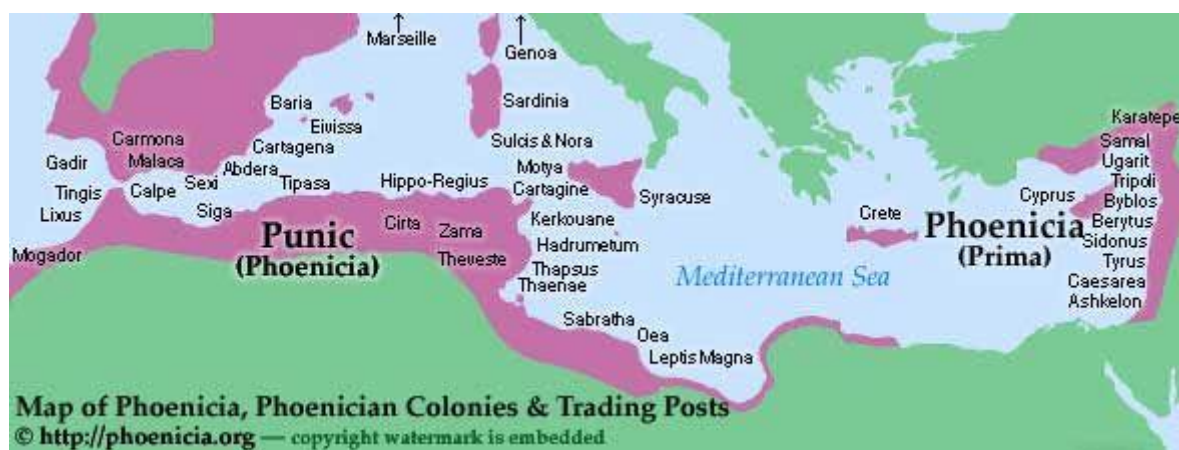 Marseille
Genoa
Baria
Eivissa
Sardinia
Karatepe
Carmona
Cartagena
Sulcis & Nora
Samal
Gadir
Malaca
Abdera
Motya
Ugarit
Tingis
Calpe
Sexi
Tipasa
Hippo-Regius
Cartagine
Syracuse
Cyprus
Tripoli
Lixus
Siga
Cirta
Zama
Kerkouane
Crete
Byblos
Punic
(Phoenicia)
Phoenicia
(Prima)
Berytus
Mogador
Theveste
Hadrumetum
Sidonus
Thapsus
Mediterranean Sea
Tyrus
Thaenae
Caesarea
Sabratha
Ashkelon
Oea
Leptis Magna
Map of Phoenicia, Phoenician Colonies & Trading Posts
© http://phoenicia.org — copyright watermark is embedded